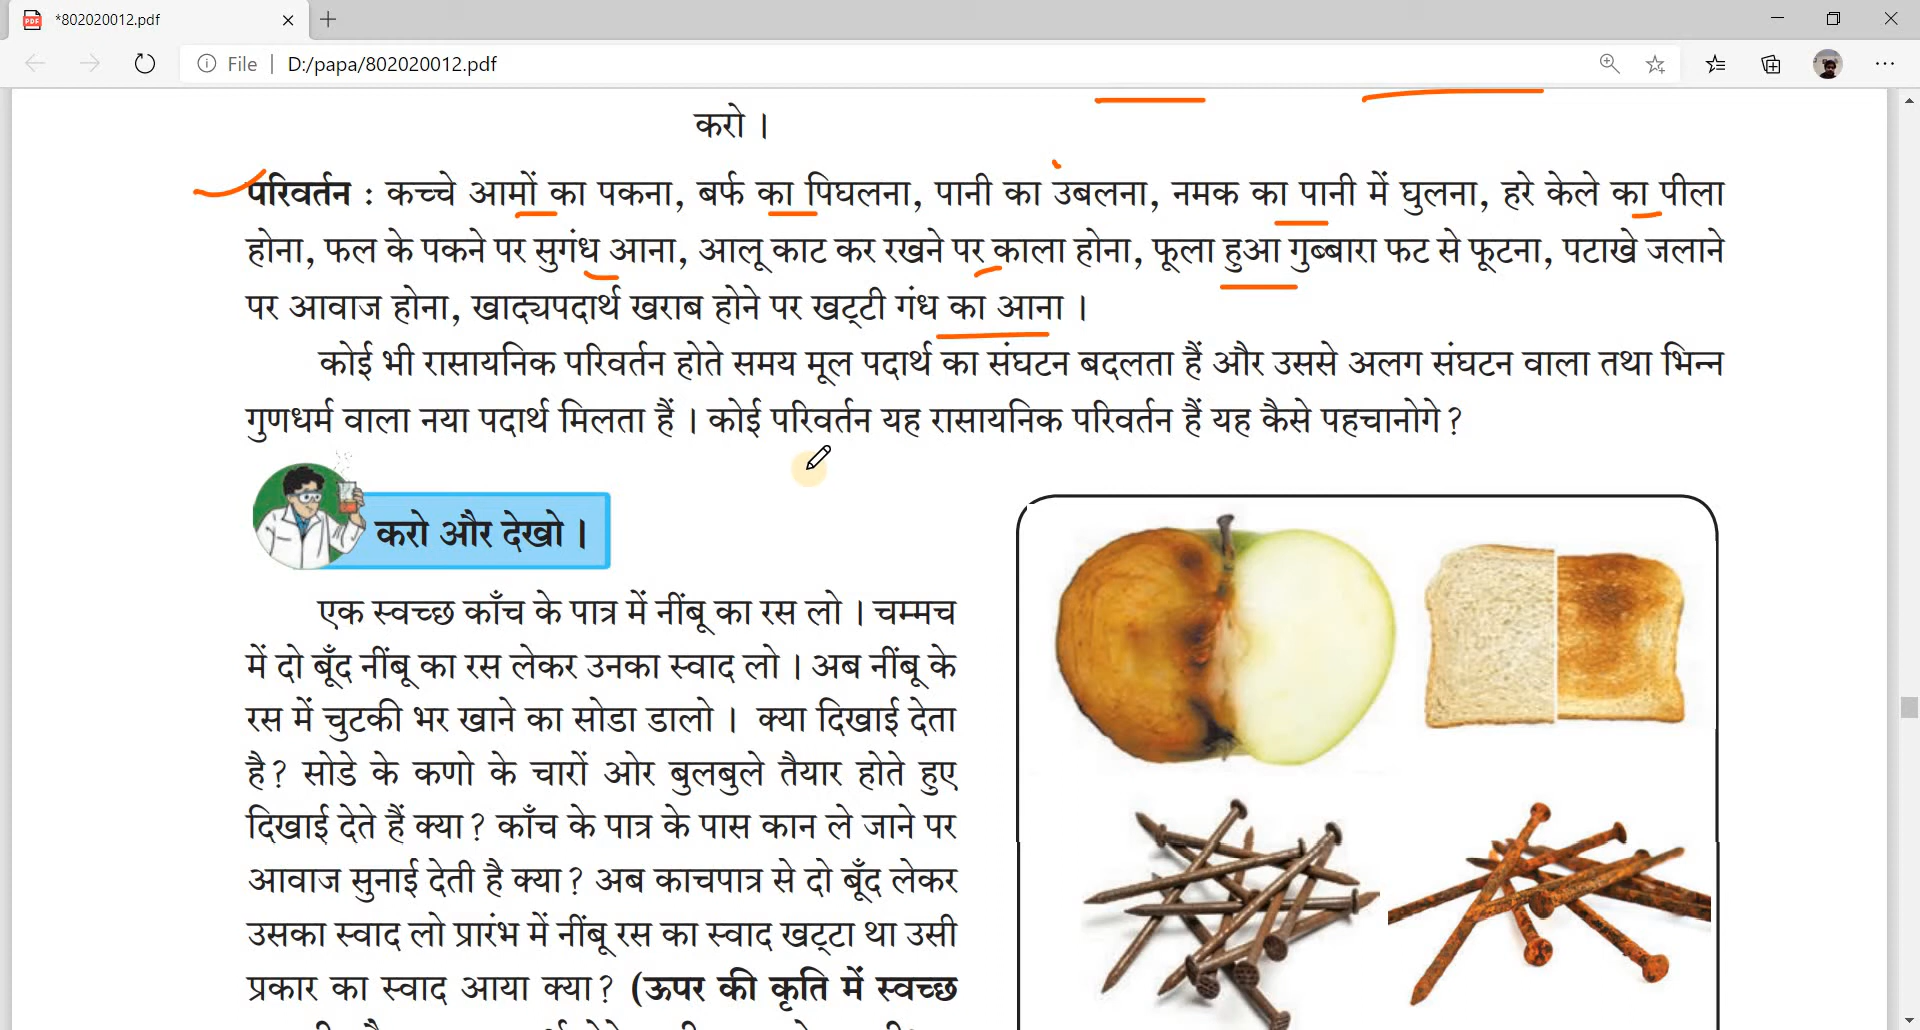 *802020012.pdf
File | D:/papa/802020012.pdf
करो ।
परिवर्तन : कच्चे आमों का पकना, बर्फ का पिघलना, पानी का उबलना, नमक का पानी में घुलना, हरे केले का पीला
होना, फल के पकने पर सुगंध आना, आलू काट कर रखने पर काला होना, फूला हुआ गुब्बारा फट से फूटना, पटाखे जलाने
पर आवाज होना, खाद्यपदार्थ खराब होने पर खट्टी गंध का आना ।
कोई भी रासायनिक परिवर्तन होते समय मूल पदार्थ का संघटन बदलता हैं और उससे अलग संघटन वाला तथा भिन्न
गुणधर्म वाला नया पदार्थ मिलता हैं । कोई परिवर्तन यह रासायनिक परिवर्तन हैं यह कैसे पहचानोगे ?
करो और देखो ।
एक स्वच्छ काँच के पात्र में नींबू का रस लो । चम्मच
में दो बूँद नींबू का रस लेकर उनका स्वाद लो । अब नींबू के
रस में चुटकी भर खाने का सोडा डालो । क्या दिखाई देता
है ? सोडे के कणो के चारों ओर बुलबुले तैयार होते हुए
दिखाई देते हैं क्या ? काँच के पात्र के पास कान ले जाने पर
आवाज सुनाई देती है क्या ? अब काचपात्र से दो बूँद लेकर
उसका स्वाद लो प्रारंभ में नींबू रस का स्वाद खट्टा था उसी
प्रकार का स्वाद आया क्या ? (ऊपर की कृति में स्वच्छ